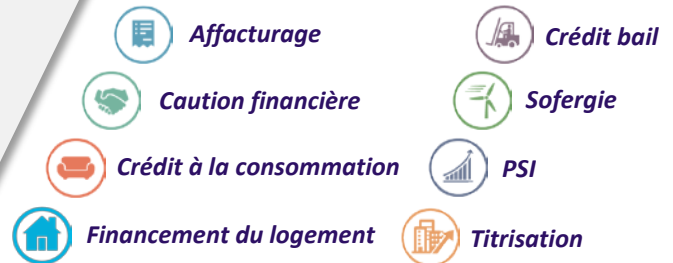 Affacturage
Crédit bail
Caution financière
Sofergie
Crédit à la consommation
PSI
Financement du logement
Titrisation